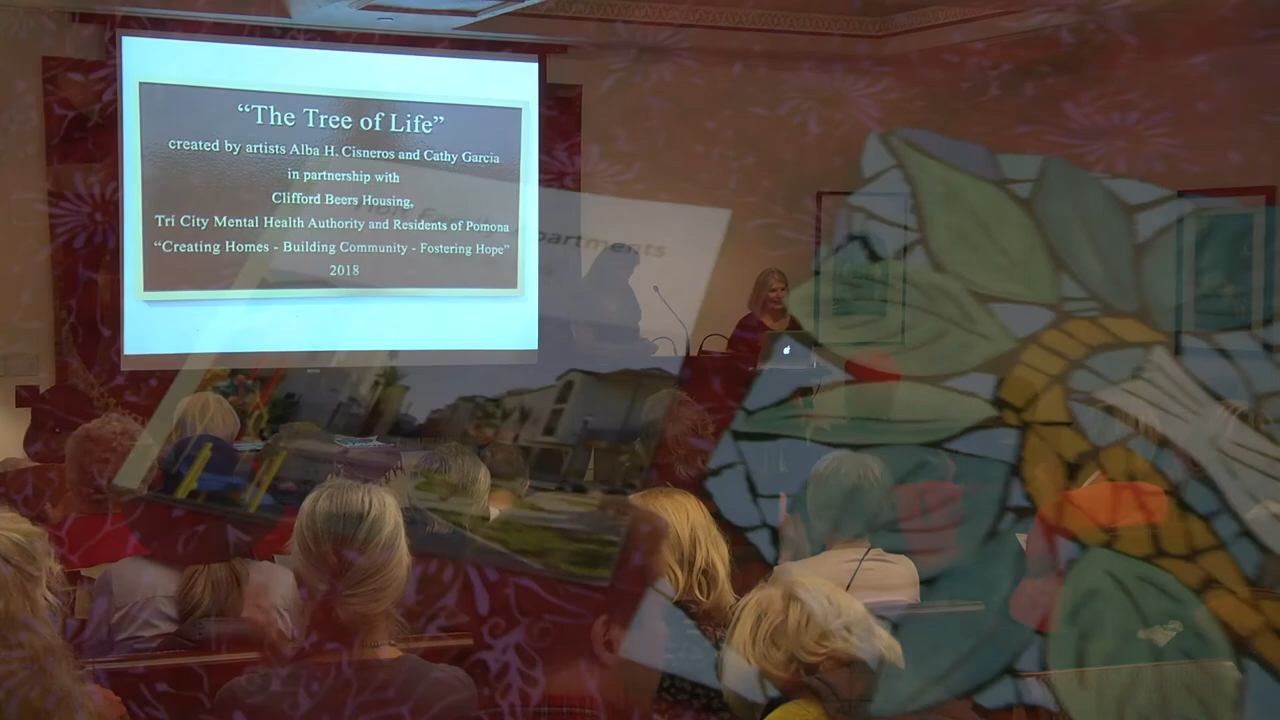 “The Tree of Life”
created by artists Alba H. Cisneros and Cathy Garcia
in partnership with
Clifford Beers Housing,
Tri City Mental Health Authority and Residents of Pomona
“Creating Homes - Building Community - Fostering Hope”
2018